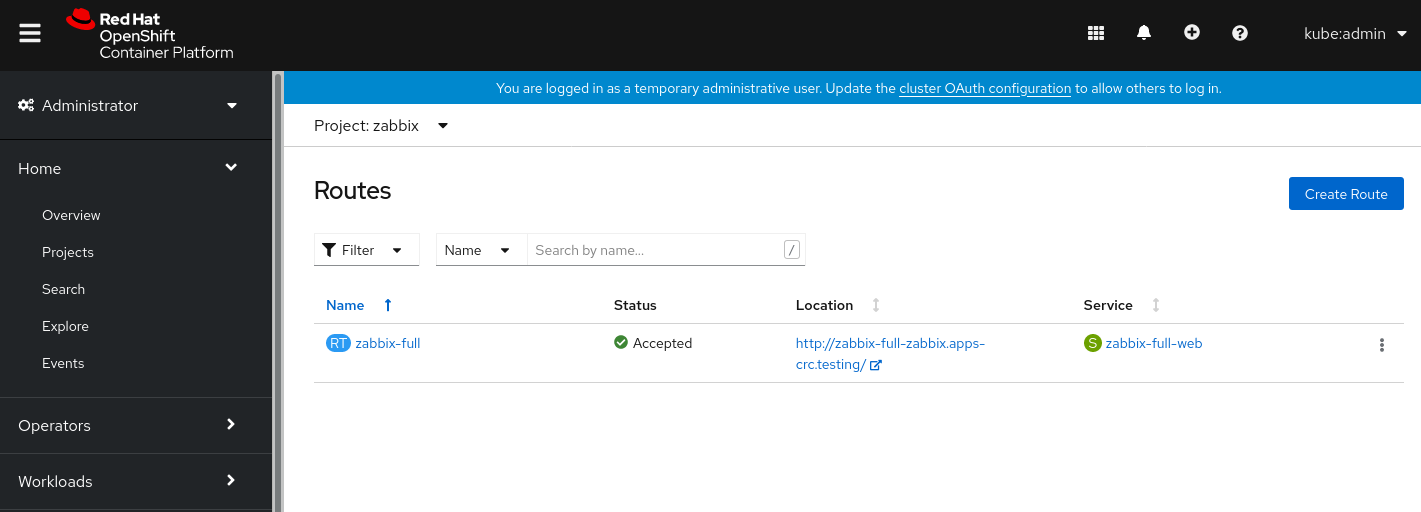 Red Hat
OpenShift
Container Platform
kube:admin
Administrator
You are logged in as a temporary administrative user. Update the cluster OAuth configuration to allow others to log in.
Project: zabbix
Home
Overview
Projects
Search
Explore
Events
Operators
Workloads
Routes
Create Route
Filter
Name
Search by name...
/
Name
Status
Location
Service
RT zabbix-full
Accepted
http://zabbix-full-zabbix.apps-
crc.testing/
S zabbix-full-web